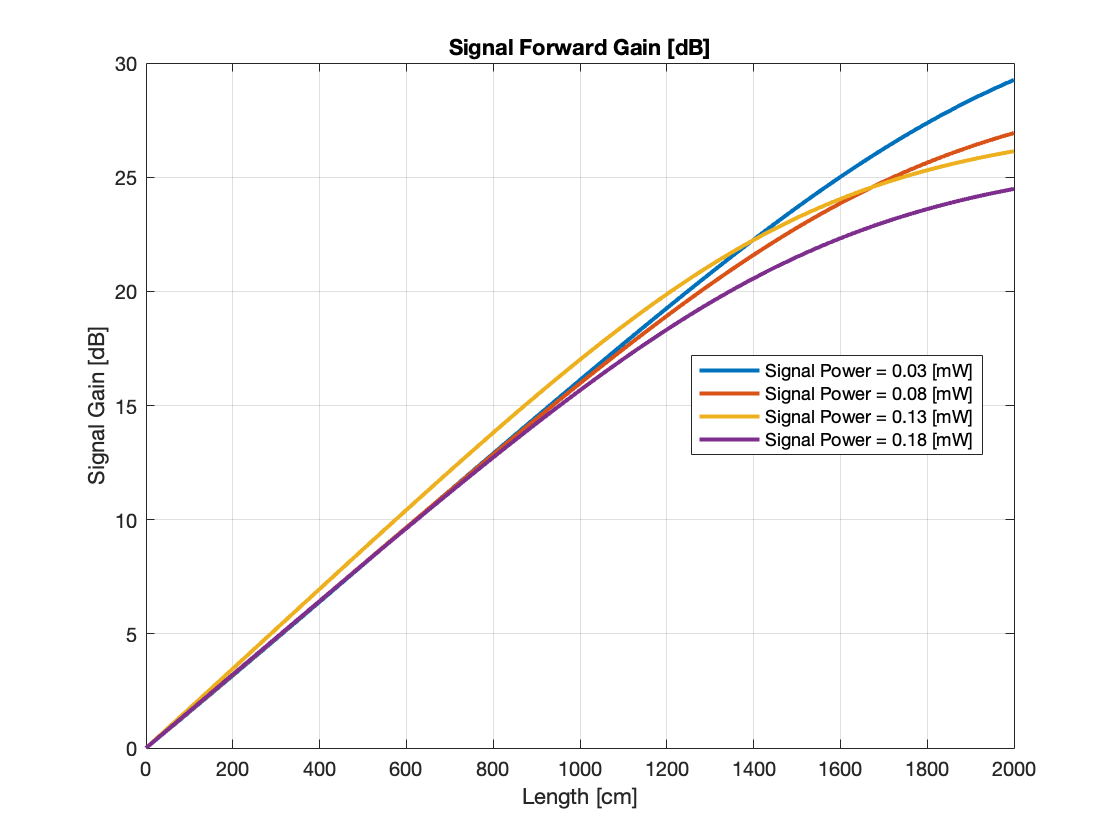 Signal Forward Gain [dB]
30
25
20
15
10
5
0
Signal Gain [dB]
Signal Power = 0.03 [mW]
Signal Power = 0.08 [mW]
Signal Power = 0.13 [mW]
Signal Power = 0.18 [mW]
0 200 400 600 800 1000 1200 1400 1600 1800 2000
Length [cm]